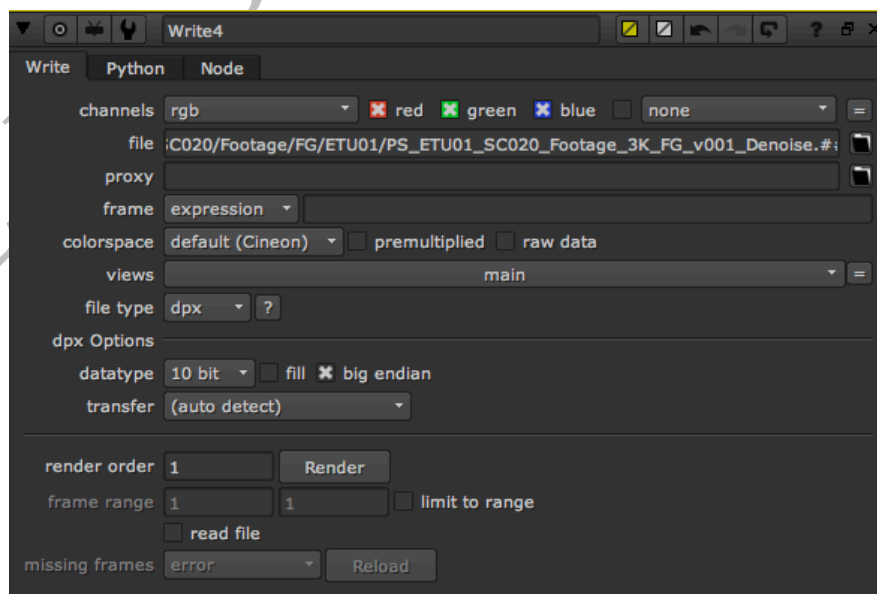 Write4 ?
Write Python Node
channels rgb red green blue none =
file C020/Footage/FG/ETU01/PS_ETU01_SC020_Footage_3K_FG_v001_Denoise.##
proxy
frame expression
colorspace default (Cineon) premultiplied raw data
views main =
file type dpx ?
dpx Options
datatype 10 bit fill big endian
transfer (auto detect)
render order 1 Render
frame range 1 1 limit to range
read file
missing frames error Reload